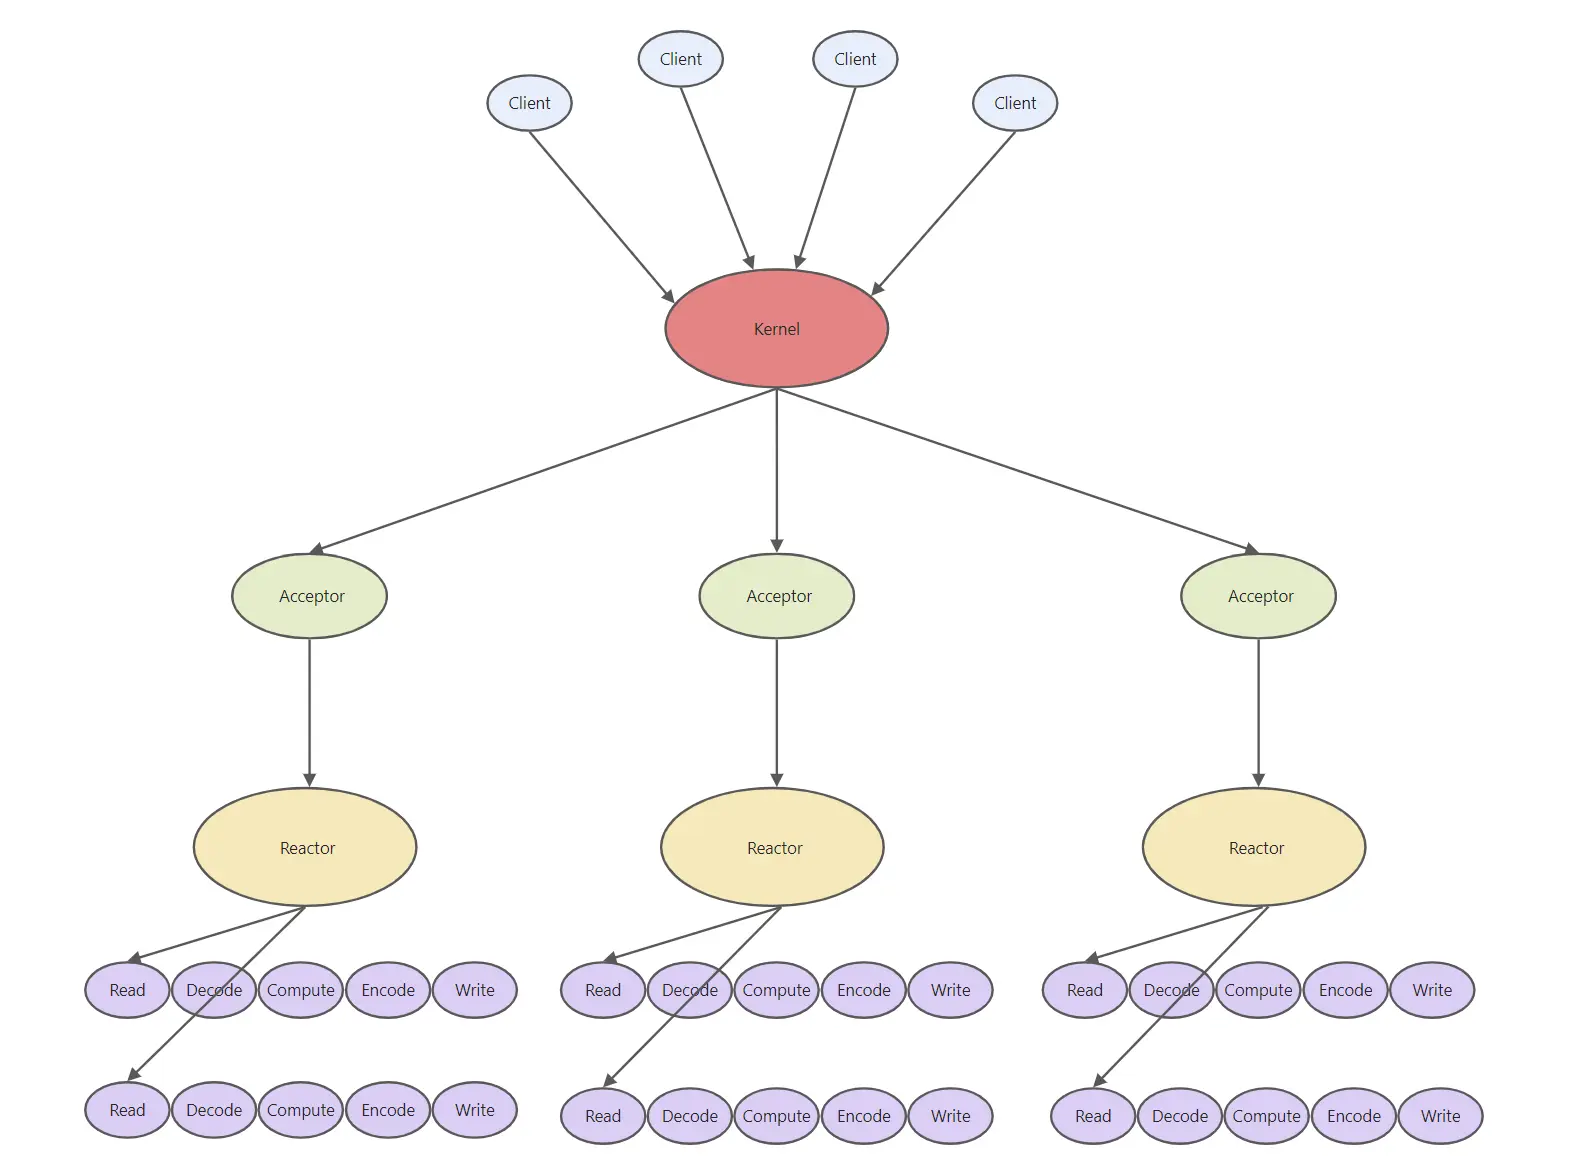 Client
Client
Client
Client
Kernel
Acceptor
Acceptor
Acceptor
Reactor
Reactor
Reactor
Read Decode Compute Encode Write
Read Decode Compute Encode Write
Read Decode Compute Encode Write
Read Decode Compute Encode Write
Read Decode Compute Encode Write
Read Decode Compute Encode Write